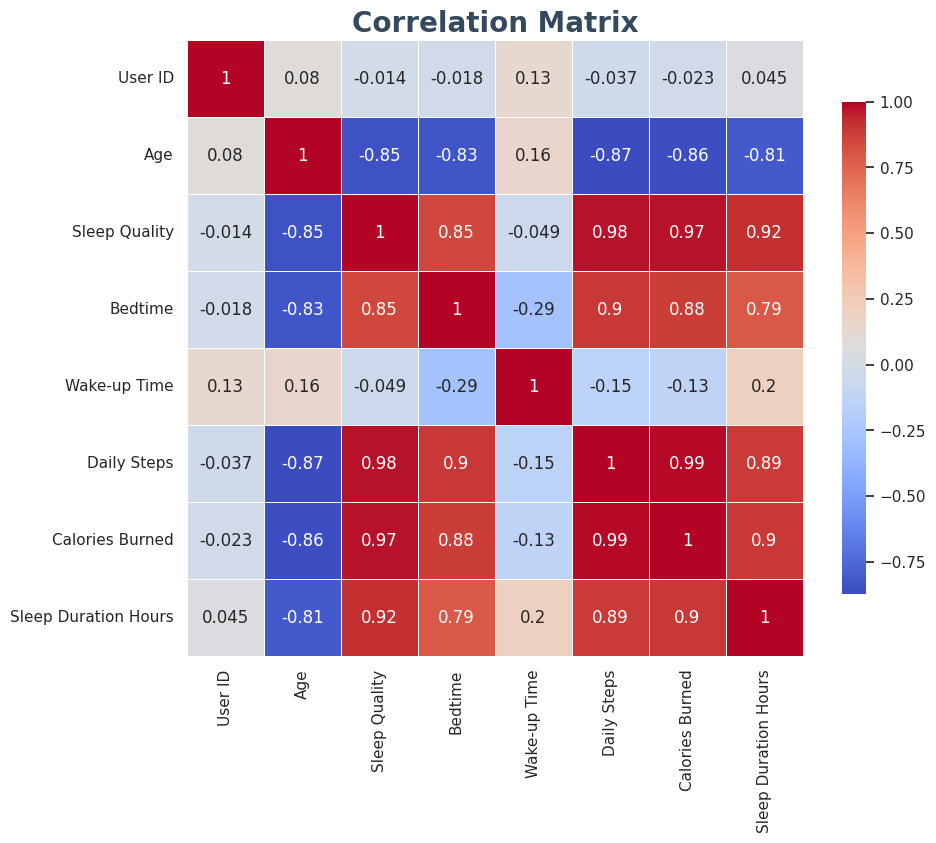 Correlation Matrix
User ID 1 0.08 -0.014 -0.018 0.13 -0.037 -0.023 0.045
Age 0.08 1 -0.85 -0.83 0.16 -0.87 -0.86 -0.81
Sleep Quality -0.014 -0.85 1 0.85 -0.049 0.98 0.97 0.92
Bedtime -0.018 -0.83 0.85 1 -0.29 0.9 0.88 0.79
Wake-up Time 0.13 0.16 -0.049 -0.29 1 -0.15 -0.13 0.2
Daily Steps -0.037 -0.87 0.98 0.9 -0.15 1 0.99 0.89
Calories Burned -0.023 -0.86 0.97 0.88 -0.13 0.99 1 0.9
Sleep Duration Hours 0.045 -0.81 0.92 0.79 0.2 0.89 0.9 1
User ID
Age
Sleep Quality
Bedtime
Wake-up Time
Daily Steps
Calories Burned
Sleep Duration Hours
1.00
0.75
0.50
0.25
0.00
−0.25
−0.50
−0.75